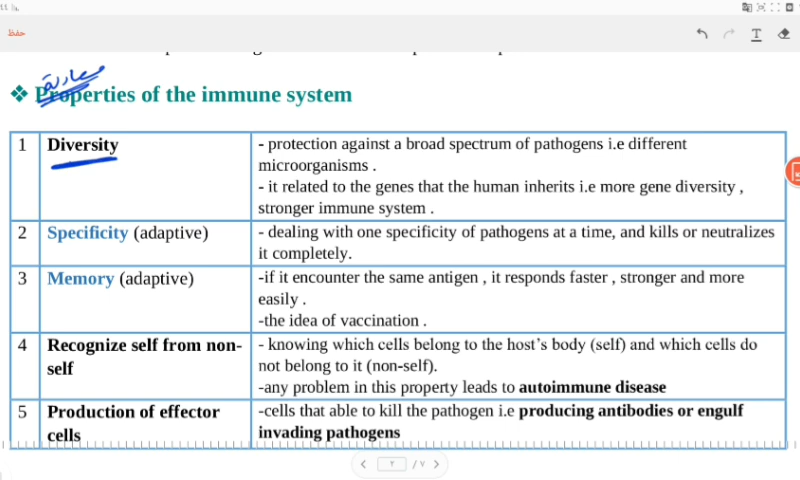 حفظ
T
❖ Properties of the immune system
1 Diversity - protection against a broad spectrum of pathogens i.e different
microorganisms .
- it related to the genes that the human inherits i.e more gene diversity ,
stronger immune system .
2 Specificity (adaptive) - dealing with one specificity of pathogens at a time, and kills or neutralizes
it completely.
3 Memory (adaptive) -if it encounter the same antigen , it responds faster , stronger and more
easily .
-the idea of vaccination .
4 Recognize self from non-
self
- knowing which cells belong to the host's body (self) and which cells do
not belong to it (non-self).
-any problem in this property leads to autoimmune disease
5 Production of effector
cells
-cells that able to kill the pathogen i.e producing antibodies or engulf
invading pathogens
٢ / ٧